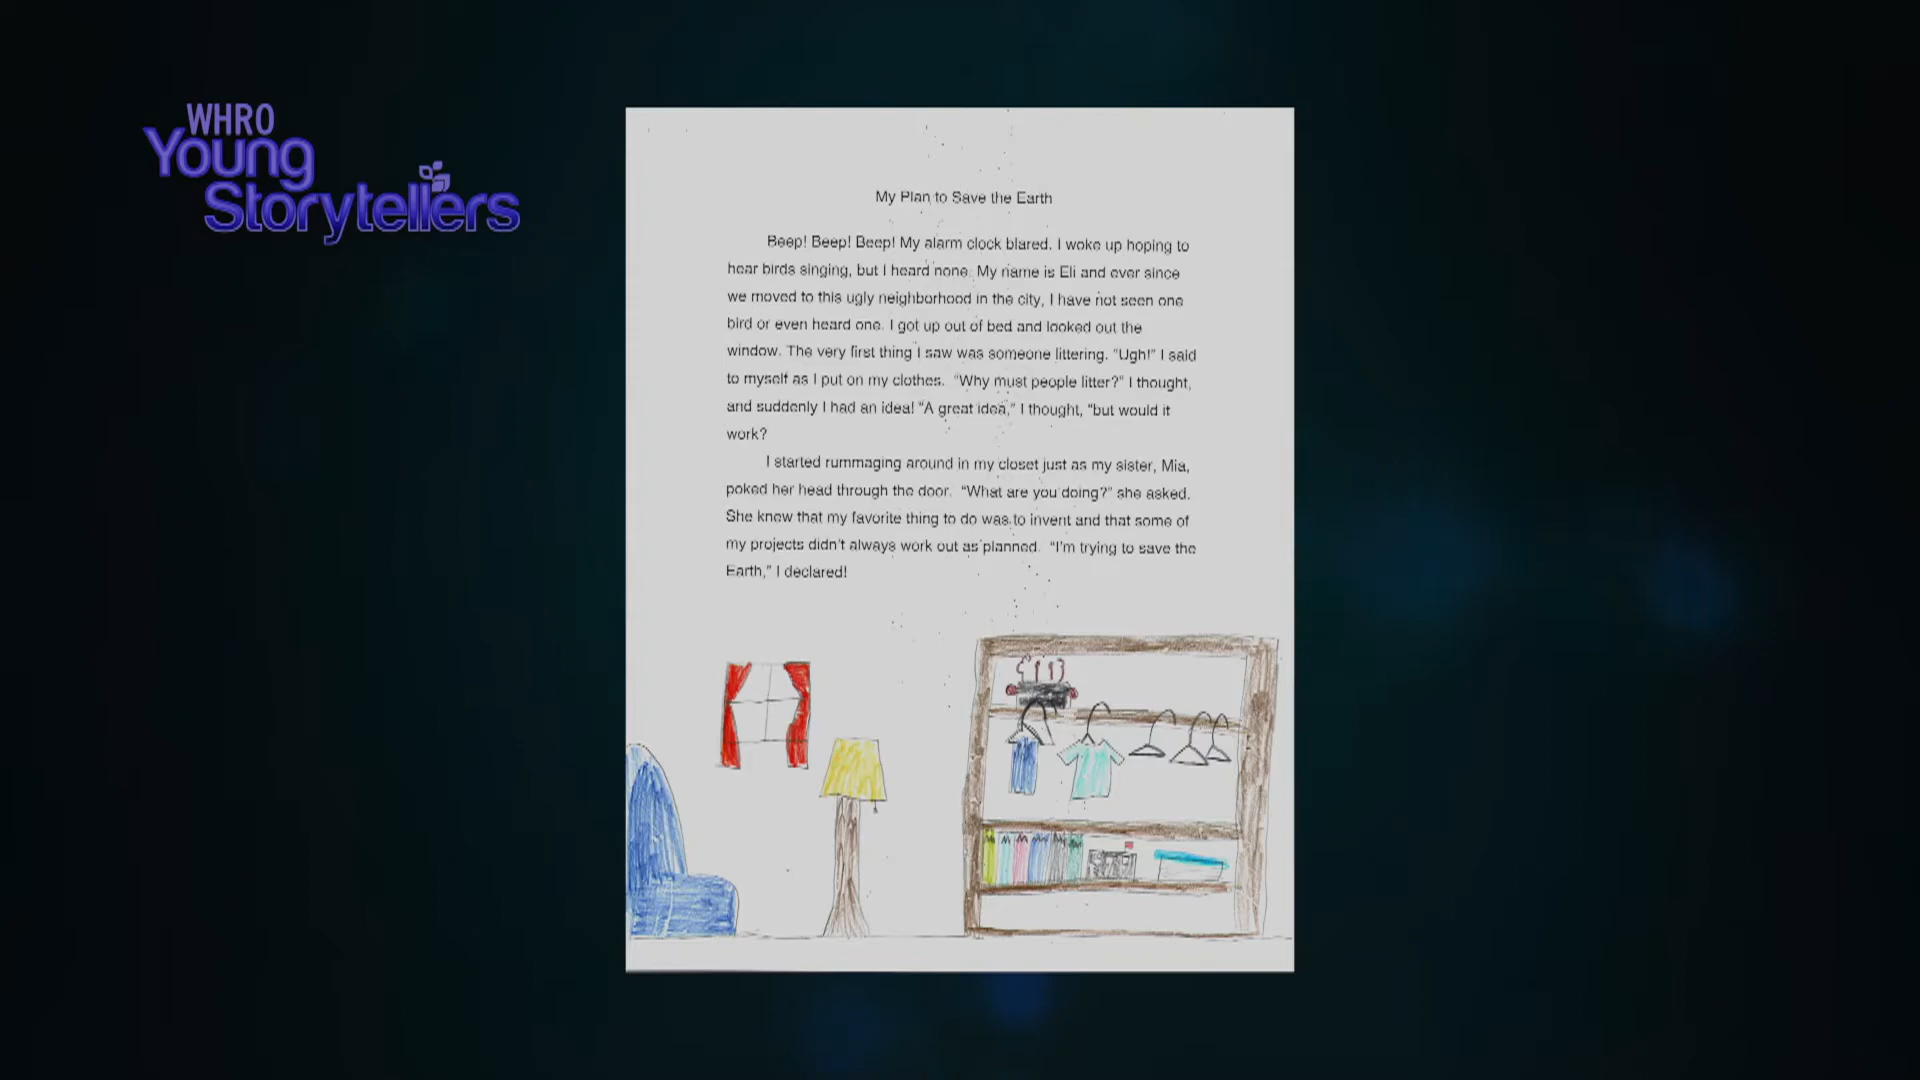 WHRO
Young
Storytellers
My Plan to Save the Earth
Beep! Beep! Beep! My alarm clock blared. I woke up hoping to
hear birds singing, but I heard none. My name is Eli and ever since
we moved to this ugly neighborhood in the city, I have not seen one
bird or even heard one. I got up out of bed and looked out the
window. The very first thing I saw was someone littering. “Ugh!” I said
to myself as I put on my clothes. “Why must people litter?” I thought,
and suddenly I had an idea! “A great idea,” I thought, “but would it
work?
I started rummaging around in my closet just as my sister, Mia,
poked her head through the door. “What are you doing?” she asked.
She knew that my favorite thing to do was to invent and that some of
my projects didn’t always work out as planned. “I’m trying to save the
Earth,” I declared!